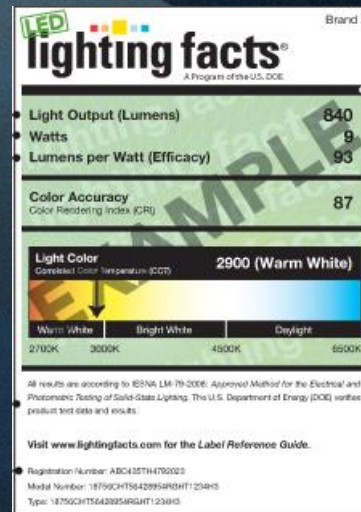 LED
Brand
lighting facts®
A Program of the U.S. DOE
Light Output (Lumens) 840
Watts 9
Lumens per Watt (Efficacy) 93
Color Accuracy 87
Color Rendering Index (CRI)
Light Color
Correlated Color Temperature (CCT)
2900 (Warm White)
Warm White Bright White Daylight
2700K 3000K 4500K 6500K
All results are according to IESNA LM-79-2008: Approved Method for the Electrical and
Photometric Testing of Solid-State Lighting. The U.S. Department of Energy (DOE) verifies
product test data and results.
Visit www.lightingfacts.com for the Label Reference Guide.
Registration Number: ABC435TH4792023
Model Number: 18756CHT56428954RGHT1234H3
Type: 18756CHT56428954RGHT1234H3
EXAMPLE